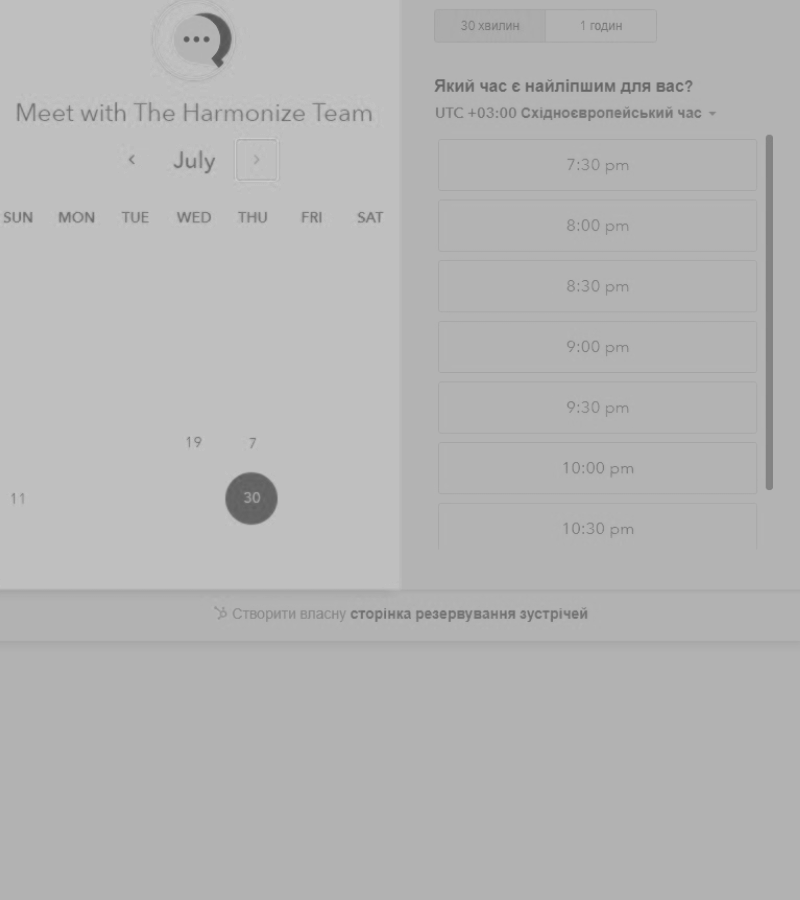 Meet with The Harmonize Team
July
SUN MON TUE WED THU FRI SAT
19 7
11 30
30 хвилин 1 годин
Який час є найліпшим для вас?
UTC +03:00 Східноєвропейський час
7:30 pm
8:00 pm
8:30 pm
9:00 pm
9:30 pm
10:00 pm
10:30 pm
Створити власну сторінка резервування зустрічей